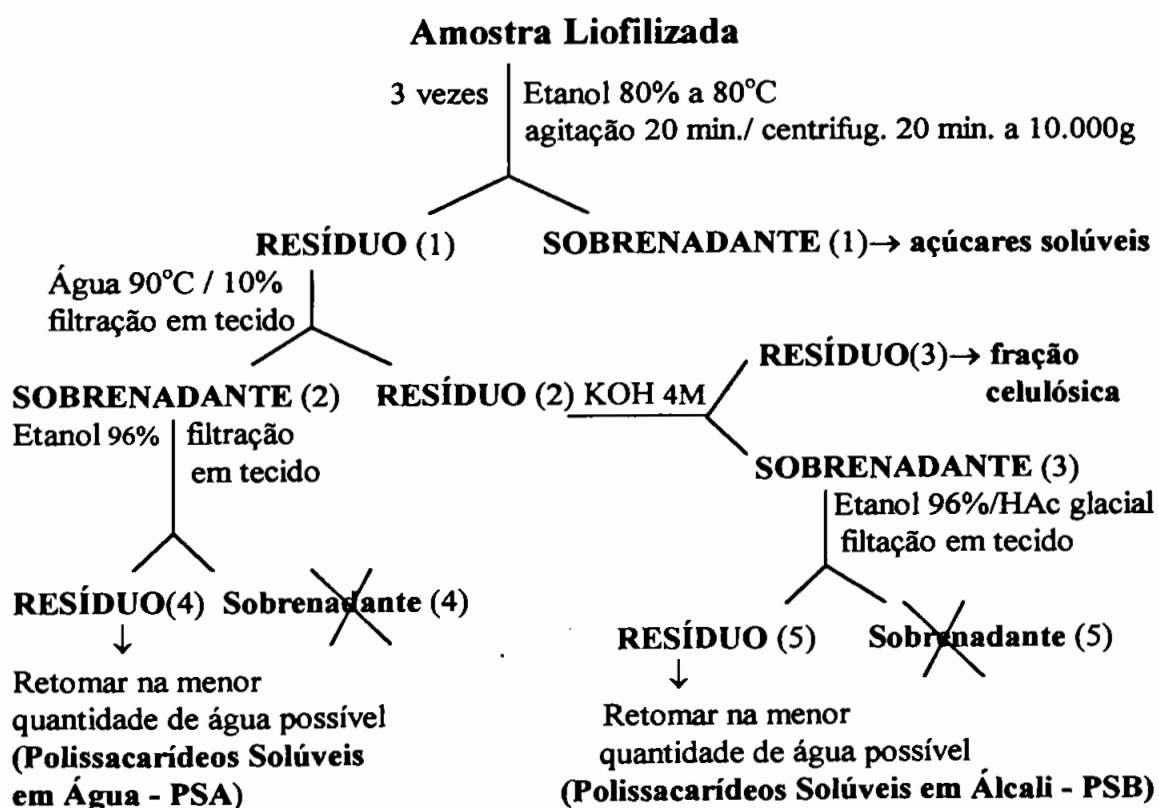 Amostra Liofilizada
3 vezes
Etanol 80% a 80°C
agitação 20 min./ centrifug. 20 min. a 10.000g
RESÍDUO (1)
SOBRENADANTE (1)→ açúcares solúveis
Água 90°C / 10%
filtração em tecido
SOBRENADANTE (2)
RESÍDUO (2) KOH 4M
RESÍDUO(3)→ fração
celulósica
Etanol 96%
filtração
em tecido
SOBRENADANTE (3)
Etanol 96%/HAc glacial
filtação em tecido
RESÍDUO(4)
Sobrenadante (4)
RESÍDUO (5)
Sobrenadante (5)
↓
Retomar na menor
quantidade de água possível
(Polissacarídeos Solúveis
em Água - PSA)
↓
Retomar na menor
quantidade de água possível
(Polissacarídeos Solúveis em Álcali - PSB)